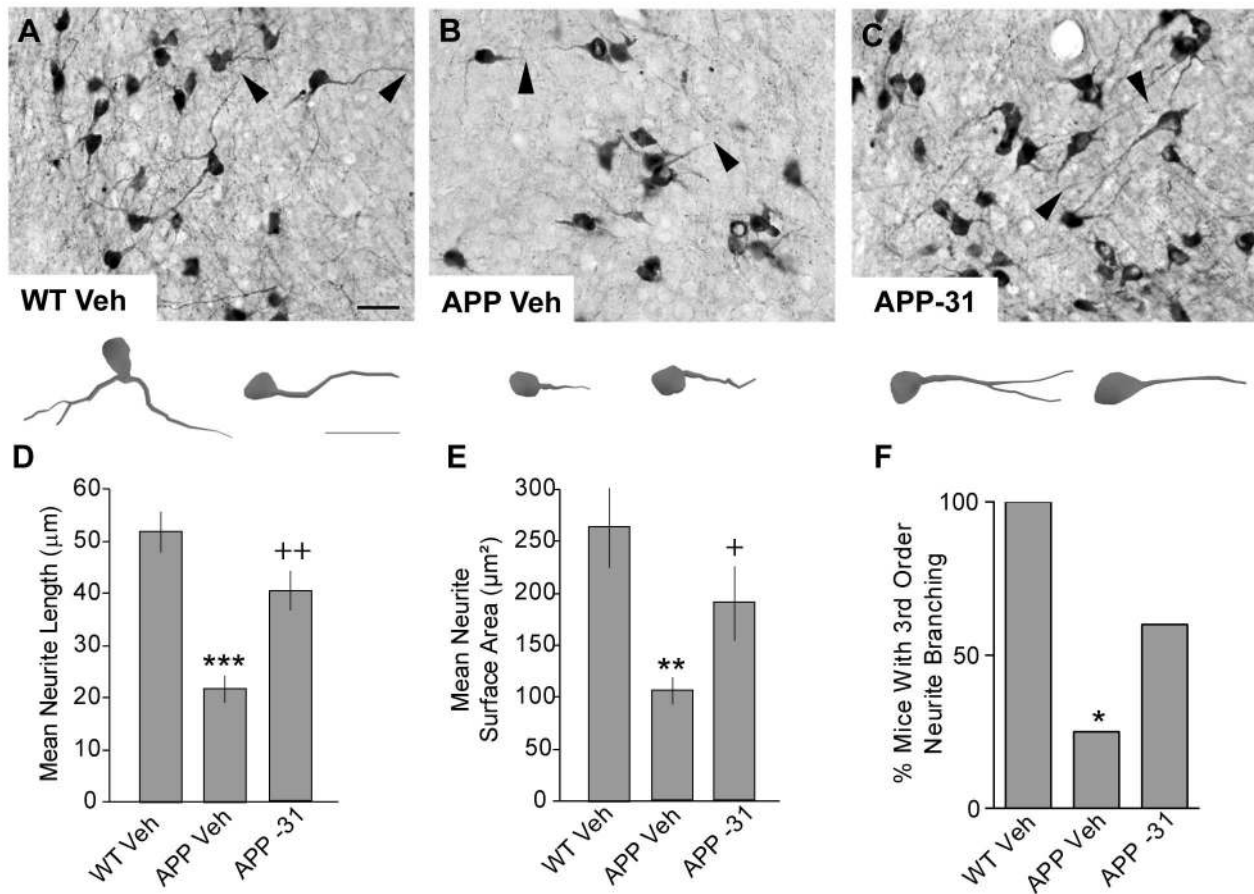 A
WT Veh
B
APP Veh
C
APP-31
D
Mean Neurite Length (µm)
60
50
40
30
20
10
0
***
++
WT Veh
APP Veh
APP -31
E
Mean Neurite
Surface Area (µm²)
300
250
200
150
100
50
0
**
+
WT Veh
APP Veh
APP -31
F
% Mice With 3rd Order
Neurite Branching
100
50
0
*
WT Veh
APP Veh
APP -31